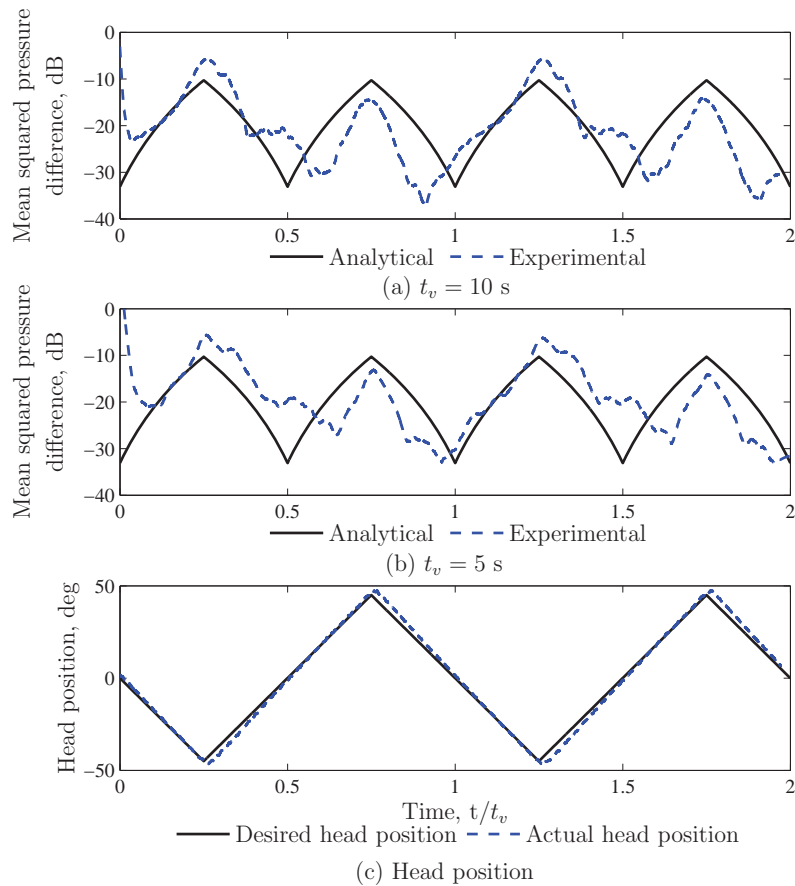 Mean squared pressure
difference, dB
0
−10
−20
−30
−40
0
0.5
1
1.5
2
Analytical
Experimental
(a) t_v = 10 s
Mean squared pressure
difference, dB
0
−10
−20
−30
−40
0
0.5
1
1.5
2
Analytical
Experimental
(b) t_v = 5 s
Head position, deg
50
0
−50
0
0.5
1
1.5
2
Time, t/t_v
Desired head position
Actual head position
(c) Head position